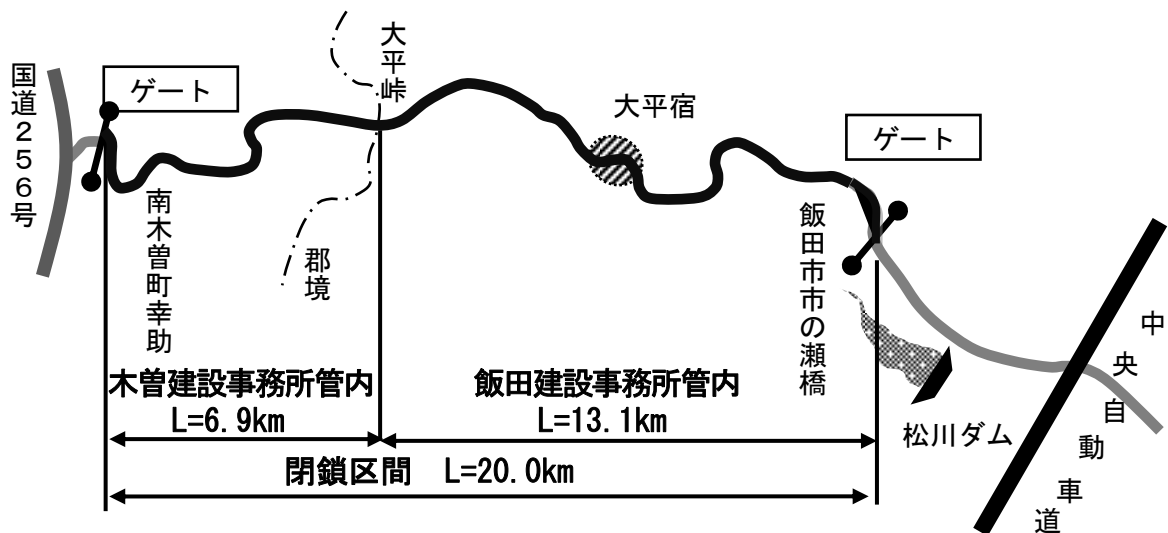 国道２５６号
ゲート
南木曽町幸助
大平峠
郡境
大平宿
ゲート
飯田市市の瀬橋
松川ダム
中央自動車道
木曽建設事務所管内
L=6.9km
飯田建設事務所管内
L=13.1km
閉鎖区間　L=20.0km